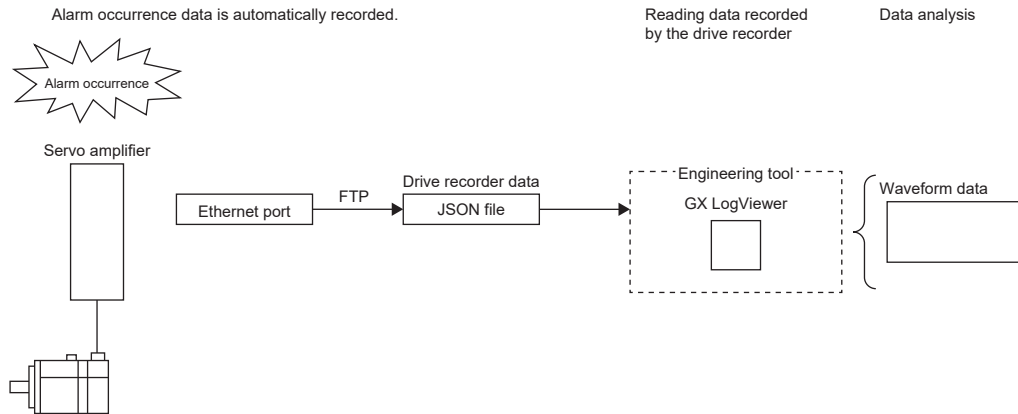 Alarm occurrence data is automatically recorded.
Reading data recorded
by the drive recorder
Data analysis
Alarm occurrence
Servo amplifier
Ethernet port
FTP
Drive recorder data
JSON file
Engineering tool
GX LogViewer
Waveform data